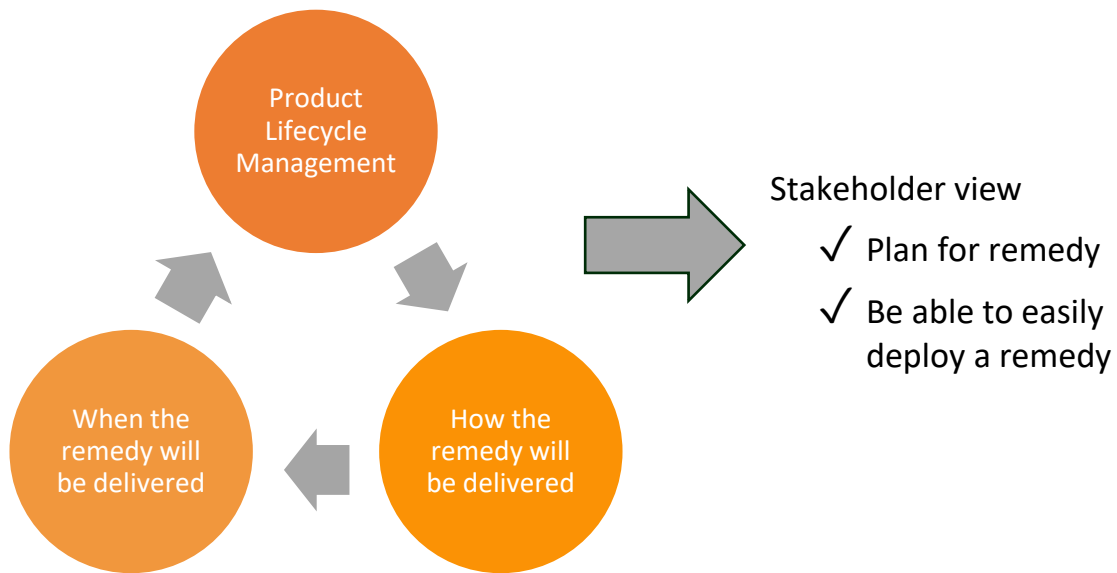 Product
Lifecycle
Management
Stakeholder view
✓ Plan for remedy
✓ Be able to easily
deploy a remedy
When the
remedy will
be delivered
How the
remedy will
be delivered